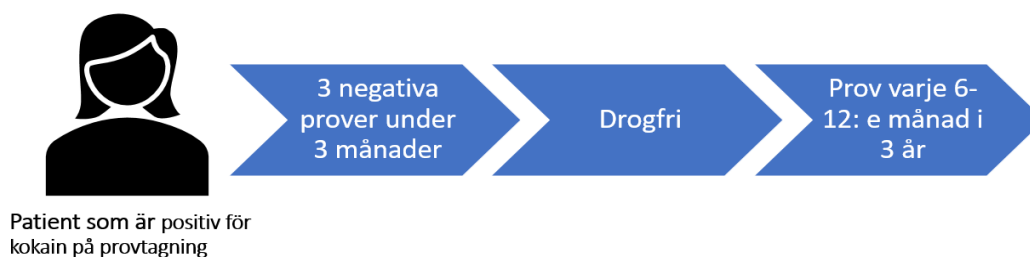 3 negativa
prover under
3 månader
Drogfri
Prov varje 6-
12: e månad i
3 år
Patient som är positiv för
kokain på provtagning